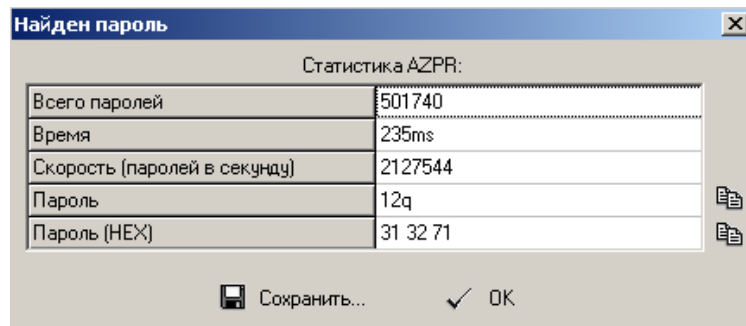 Найден пароль
Статистика AZPR:
Всего паролей 501740
Время 235ms
Скорость (паролей в секунду) 2127544
Пароль 12q
Пароль (HEX) 31 32 71
Сохранить... OK